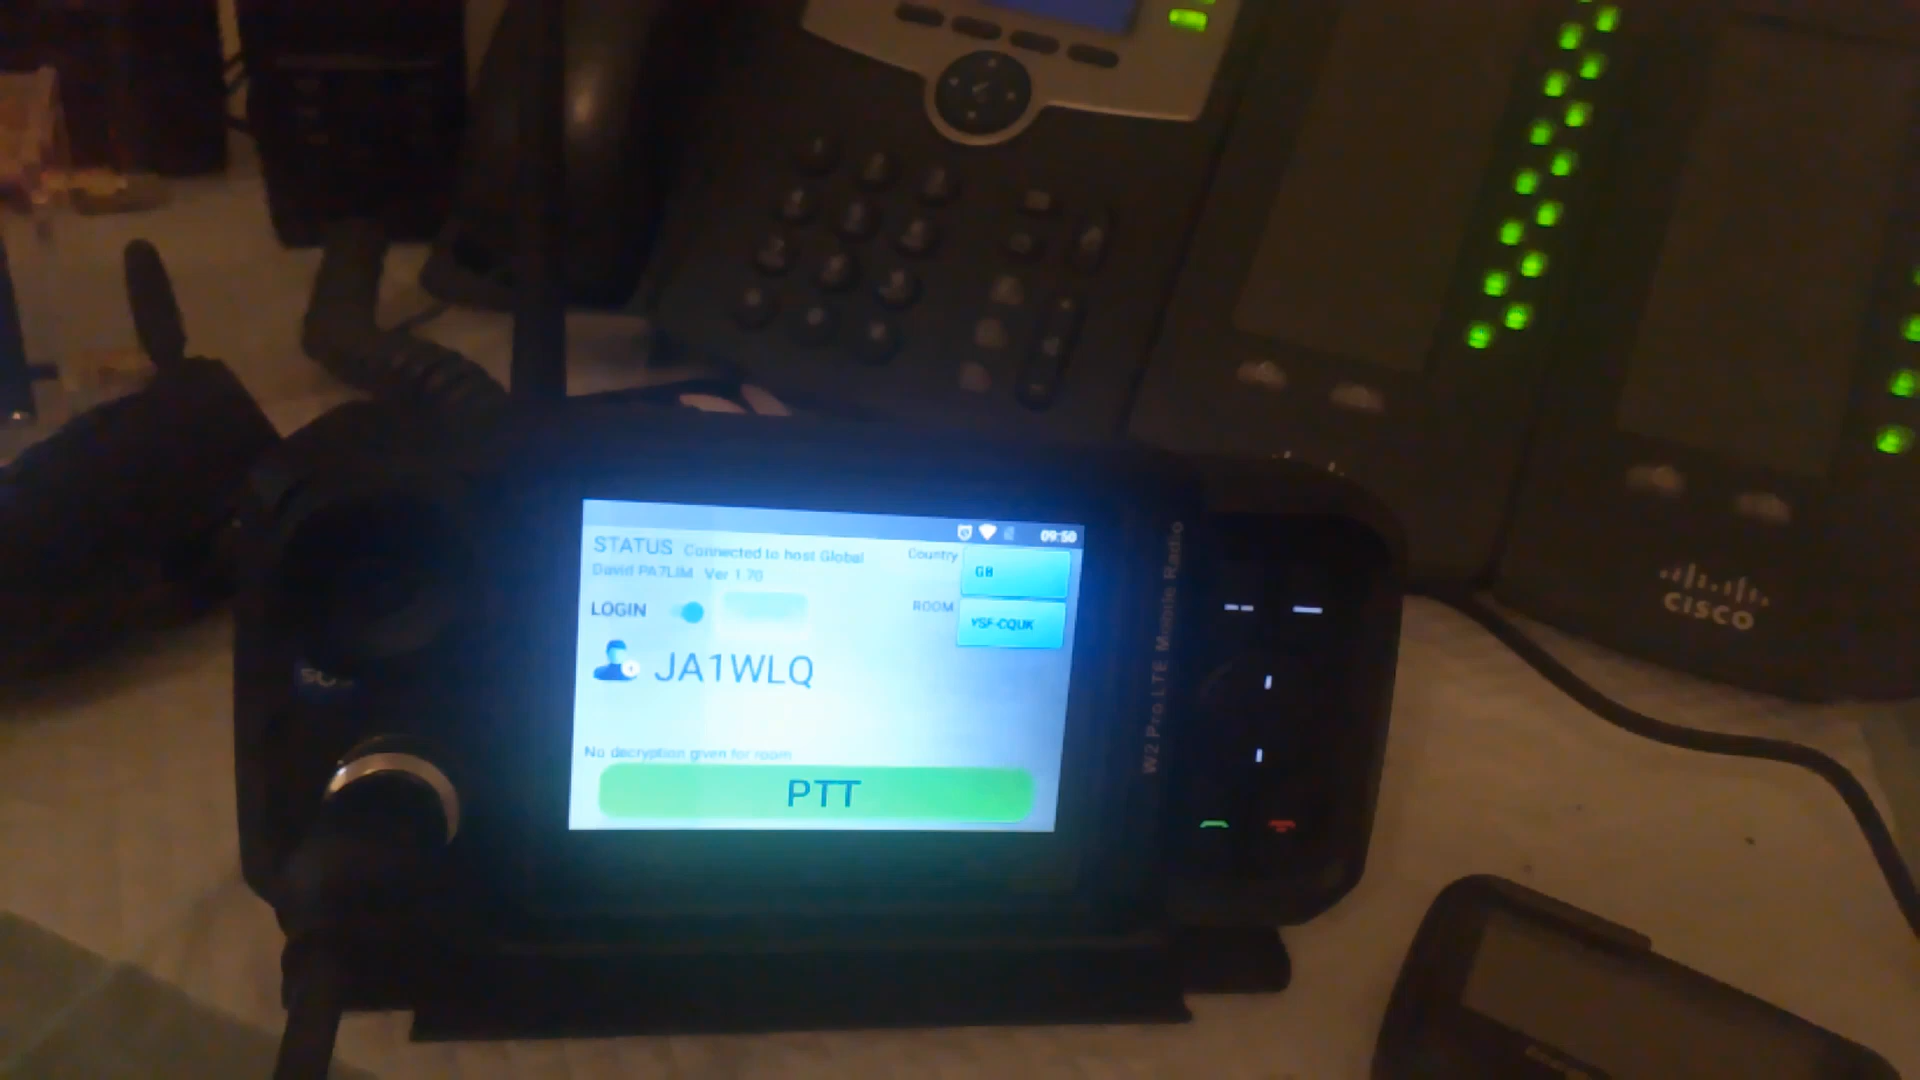 09:50
STATUS Connected to host Global
Country GB
David PA7LIM Ver 1.70
LOGIN
ROOM YSF-CQUK
JA1WLQ
No decryption given for room
PTT
W2 Pro LTE Mobile Radio
SOS
CISCO